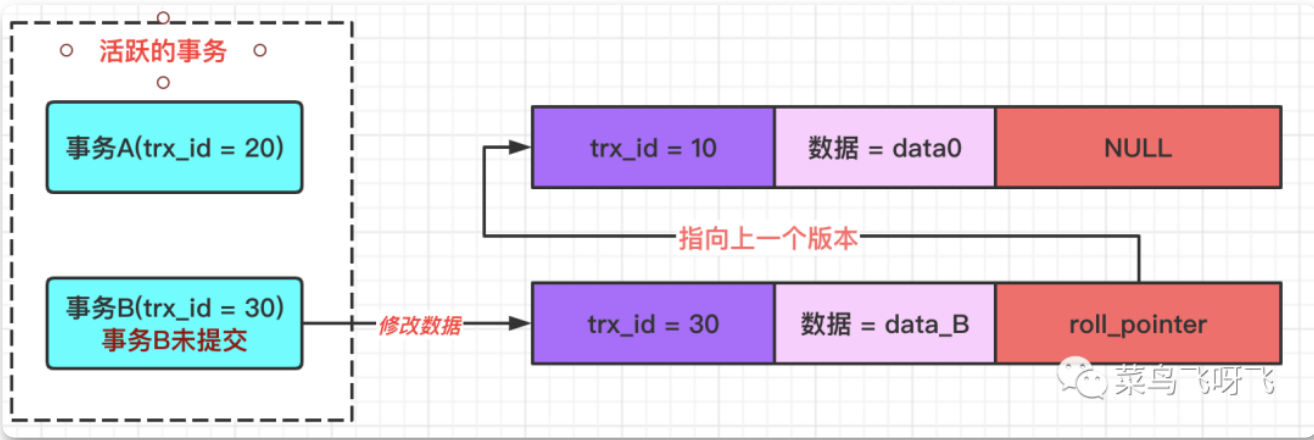 活跃的事务
事务A(trx_id = 20)
trx_id = 10
数据 = data0
NULL
指向上一个版本
事务B(trx_id = 30)
事务B未提交
修改数据
trx_id = 30
数据 = data_B
roll_pointer
菜鸟飞呀飞